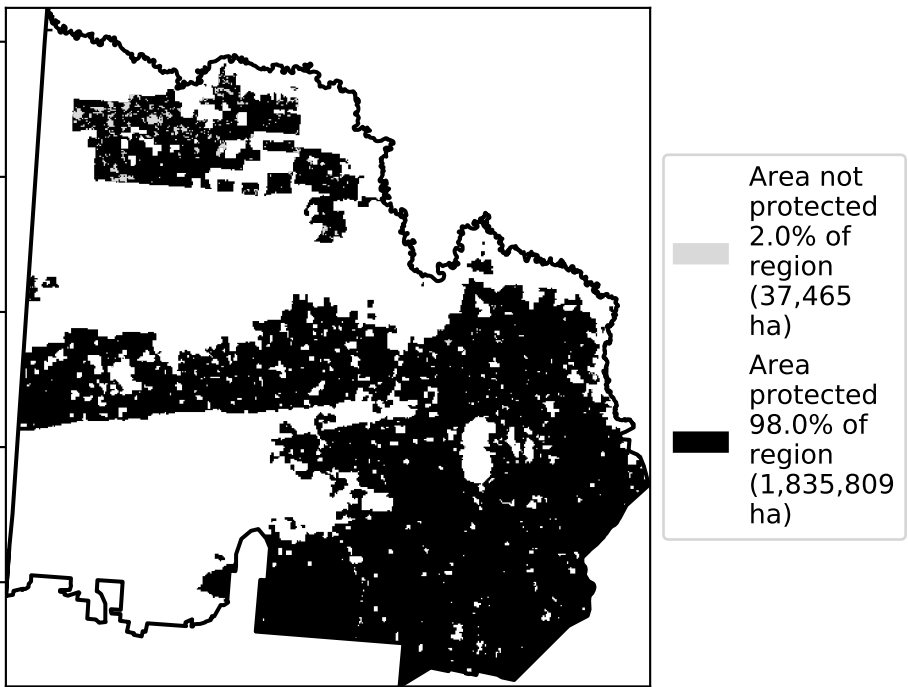 Area not
protected
2.0% of
region
(37,465
ha)
Area
protected
98.0% of
region
(1,835,809
ha)